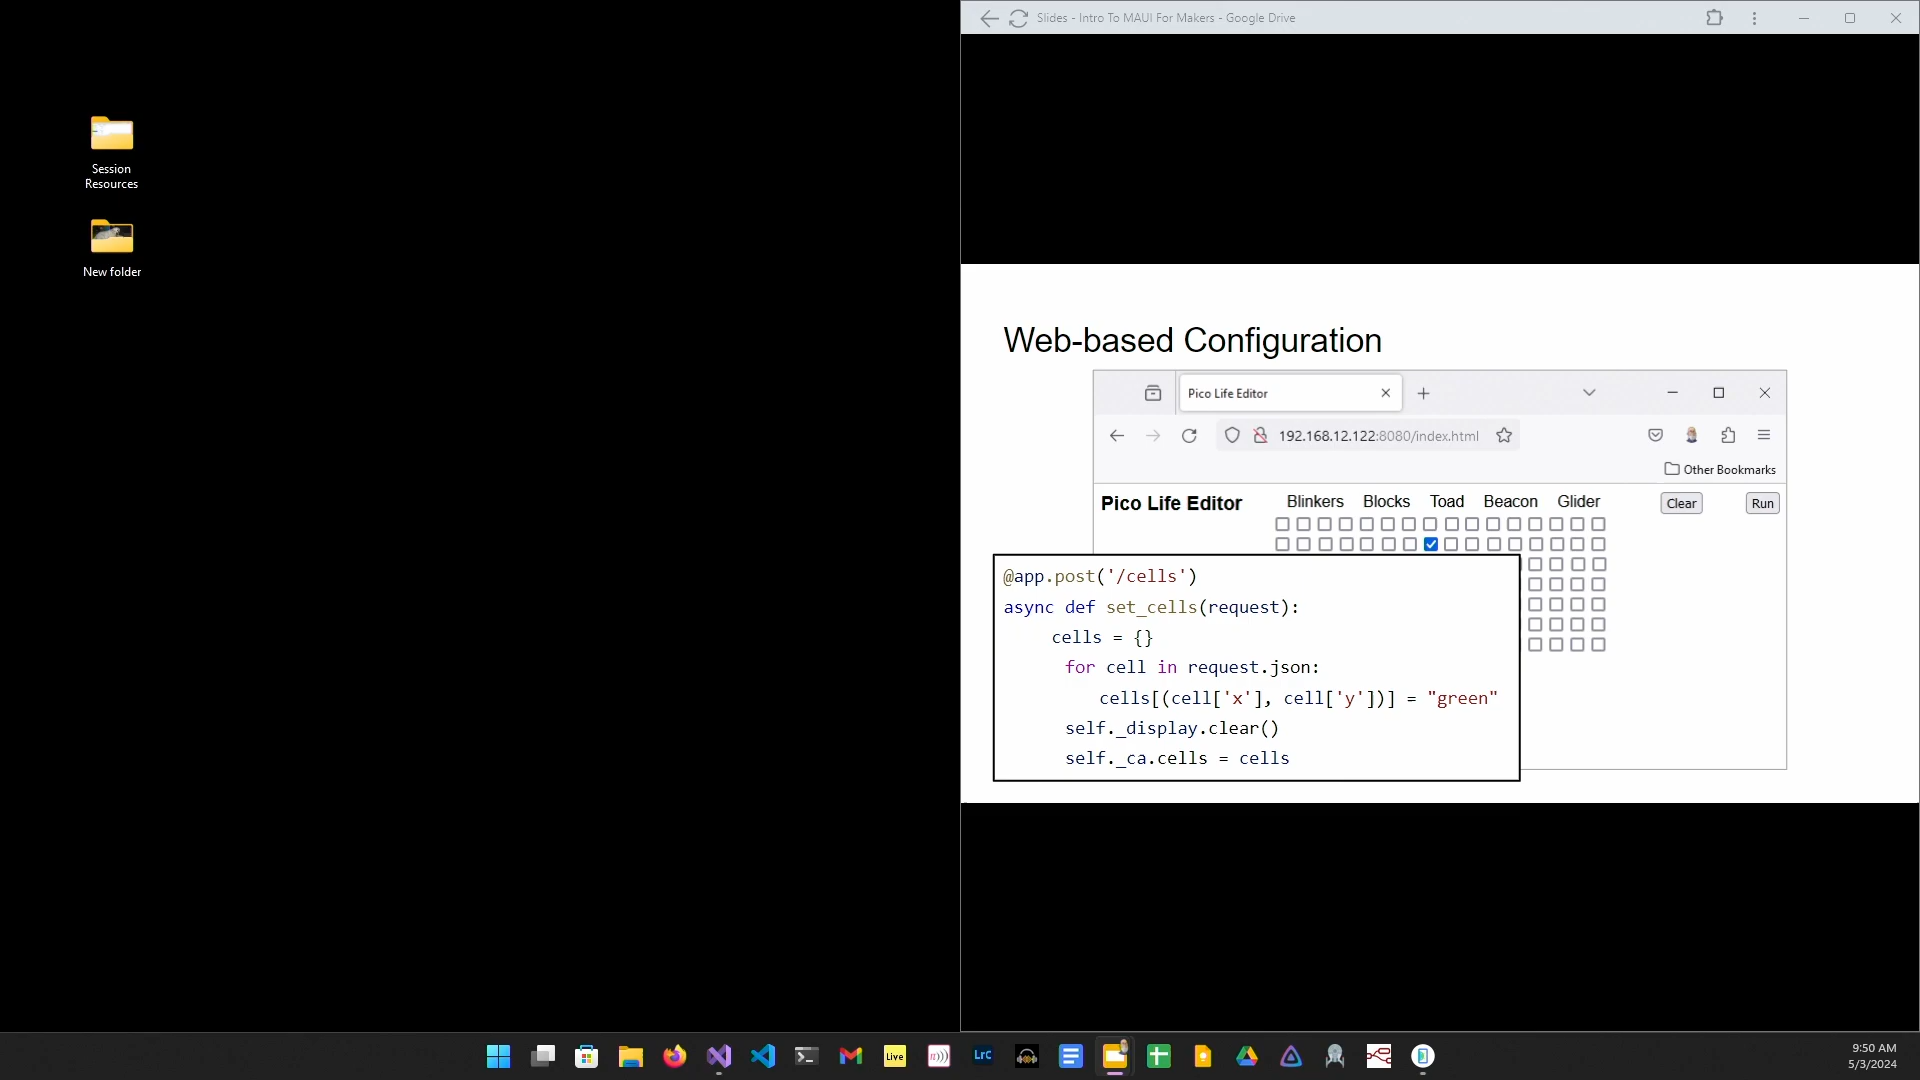 Slides - Intro To MAUI For Makers - Google Drive
Session
Resources
New folder
Web-based Configuration
Pico Life Editor
192.168.12.122:8080/index.html
Other Bookmarks
Pico Life Editor Blinkers Blocks Toad Beacon Glider Clear Run
@app.post('/cells')
async def set_cells(request):
cells = {}
for cell in request.json:
cells[(cell['x'], cell['y'])] = "green"
self._display.clear()
self._ca.cells = cells
Live
LrC
9:50 AM
5/3/2024